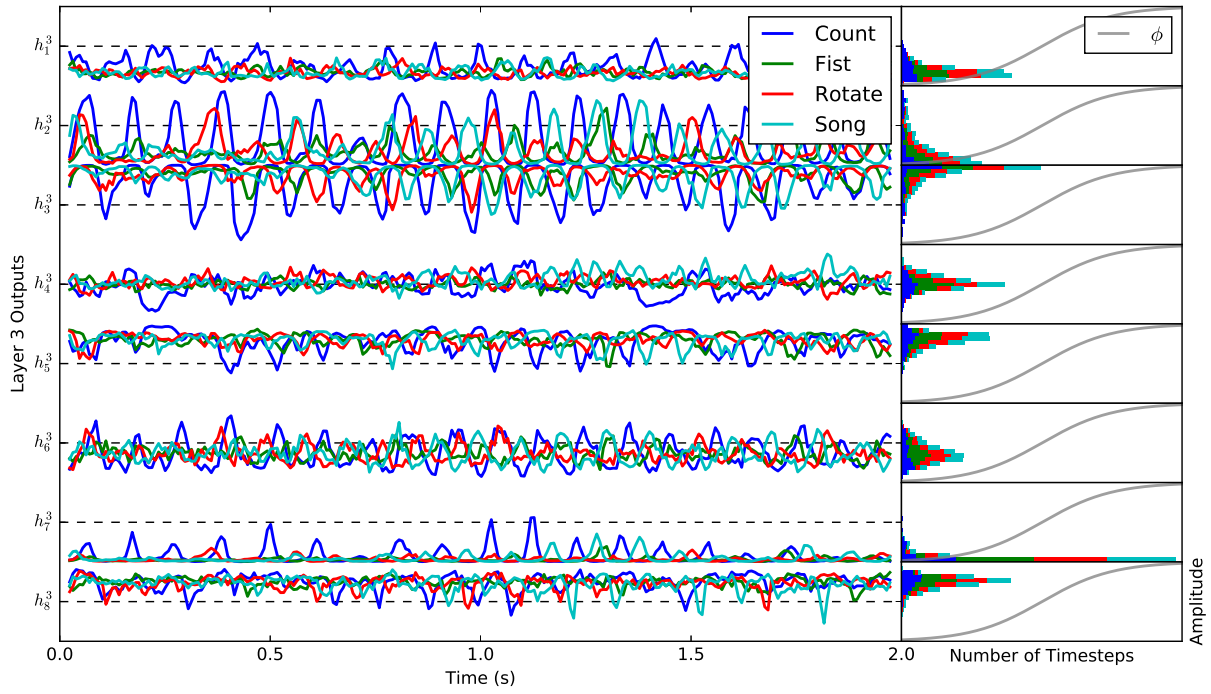 Count
Fist
Rotate
Song
ϕ
h₁³
h₂³
h₃³
h₄³
h₅³
h₆³
h₇³
h₈³
Layer 3 Outputs
0.0 0.5 1.0 1.5 2.0
Time (s)
Number of Timesteps
Amplitude